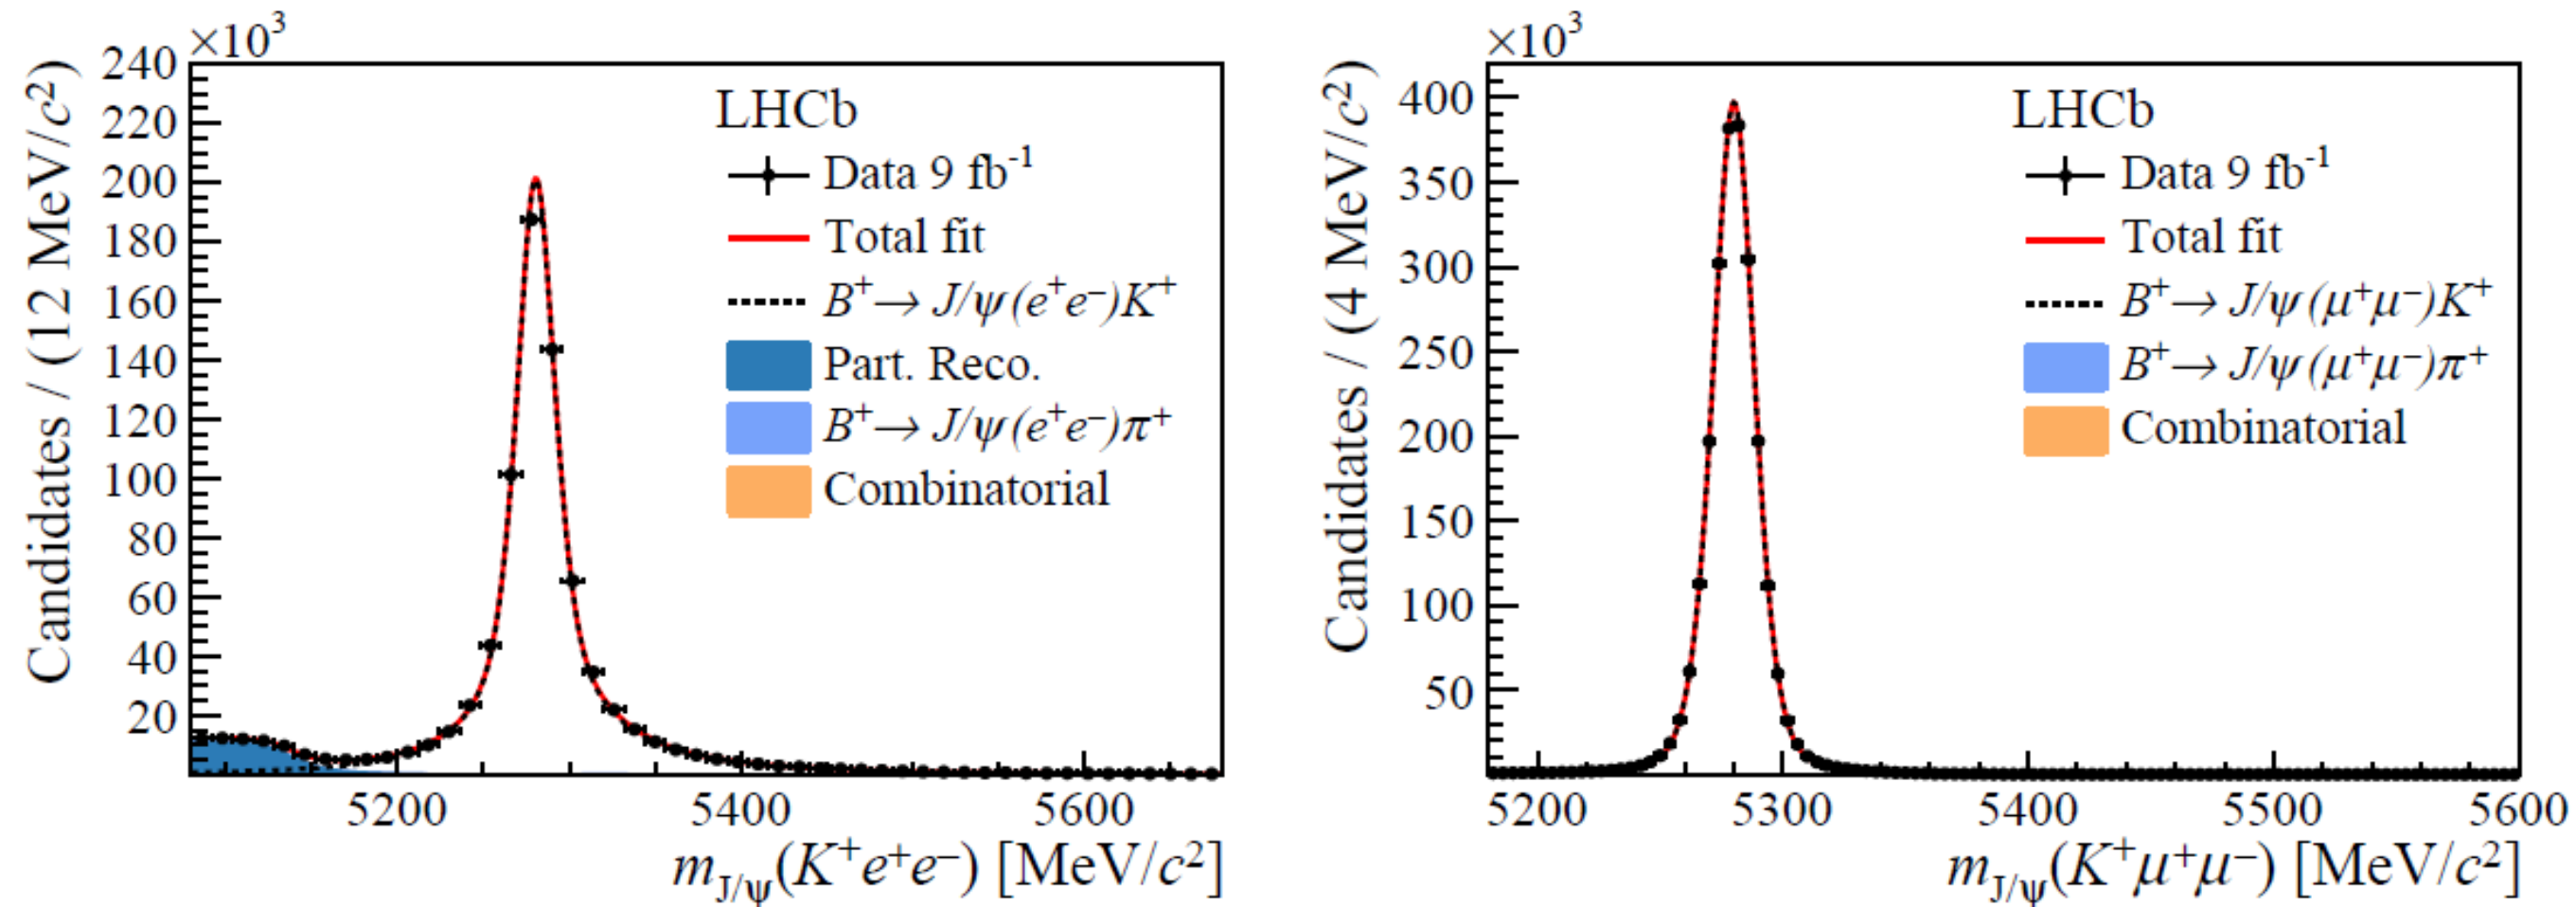 ×10³
Candidates / (12 MeV/c²)
240
220
200
180
160
140
120
100
80
60
40
20
LHCb
Data 9 fb⁻¹
Total fit
B⁺→ J/ψ(e⁺e⁻)K⁺
Part. Reco.
B⁺→ J/ψ(e⁺e⁻)π⁺
Combinatorial
5200 5400 5600
m_J/ψ(K⁺e⁺e⁻) [MeV/c²]
×10³
Candidates / (4 MeV/c²)
400
350
300
250
200
150
100
50
LHCb
Data 9 fb⁻¹
Total fit
B⁺→ J/ψ(μ⁺μ⁻)K⁺
B⁺→ J/ψ(μ⁺μ⁻)π⁺
Combinatorial
5200 5300 5400 5500 5600
m_J/ψ(K⁺μ⁺μ⁻) [MeV/c²]